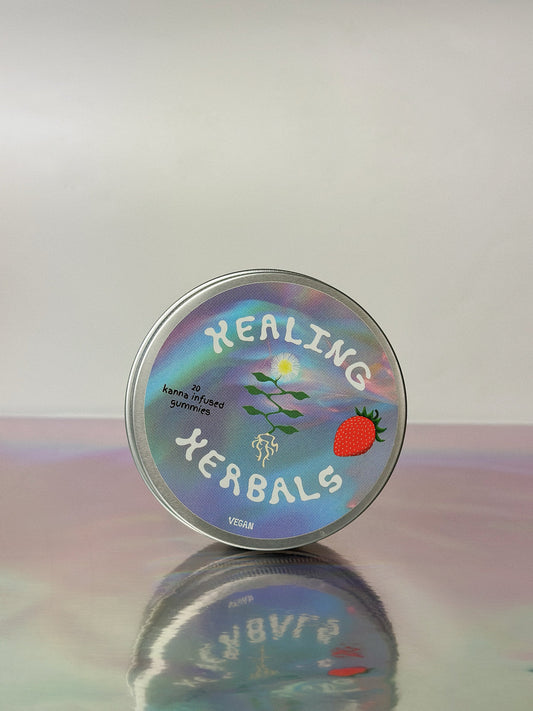 HEALING
20
kanna infused
gummies
HERBALS
VEGAN